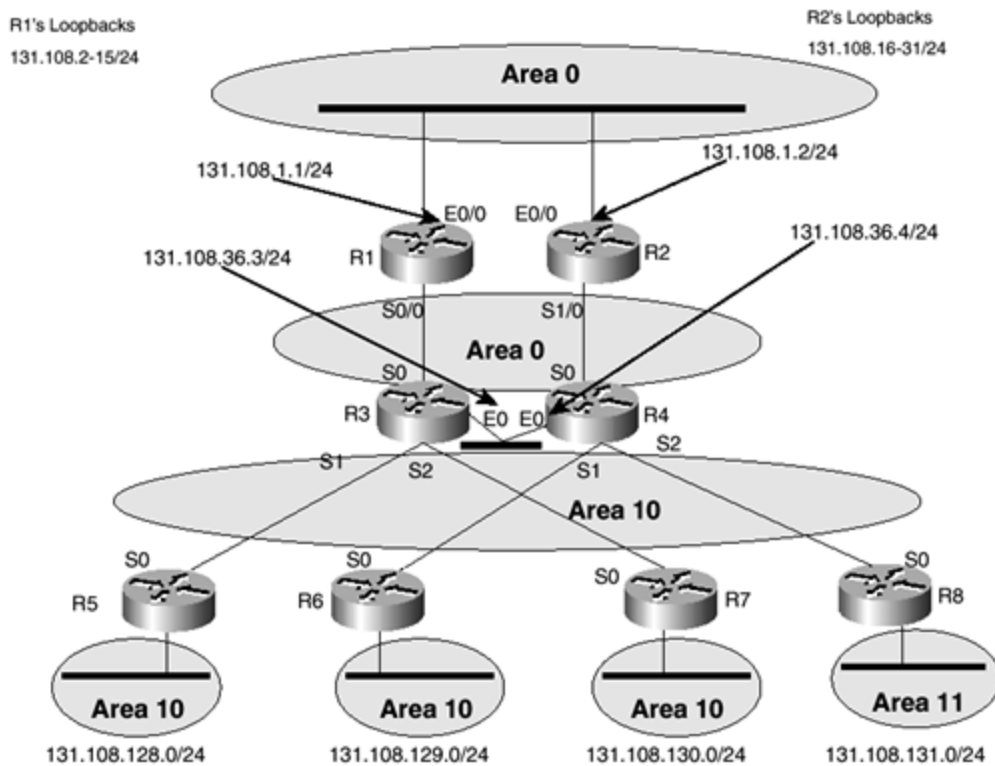 R1's Loopbacks
131.108.2-15/24
R2's Loopbacks
131.108.16-31/24
Area 0
131.108.1.1/24
131.108.1.2/24
E0/0
E0/0
R1
R2
131.108.36.3/24
131.108.36.4/24
S0/0
S1/0
Area 0
S0
S0
R3
E0
E0
R4
S1
S2
S1
S2
Area 10
S0
S0
S0
S0
R5
R6
R7
R8
Area 10
Area 10
Area 10
Area 11
131.108.128.0/24
131.108.129.0/24
131.108.130.0/24
131.108.131.0/24